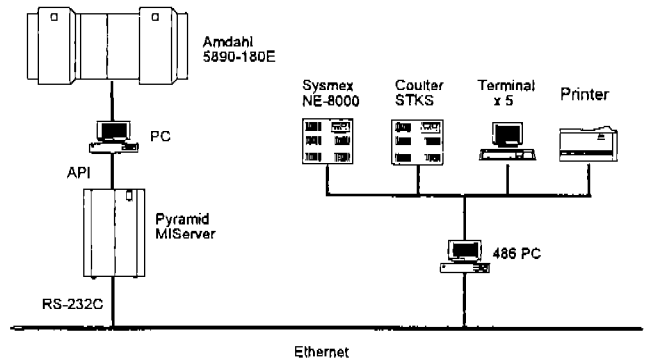 Amdahl
5890-180E
PC
API
Pyramid
MIServer
RS-232C
Sysmex
NE-8000
Coulter
STKS
Terminal
x 5
Printer
486 PC
Ethernet